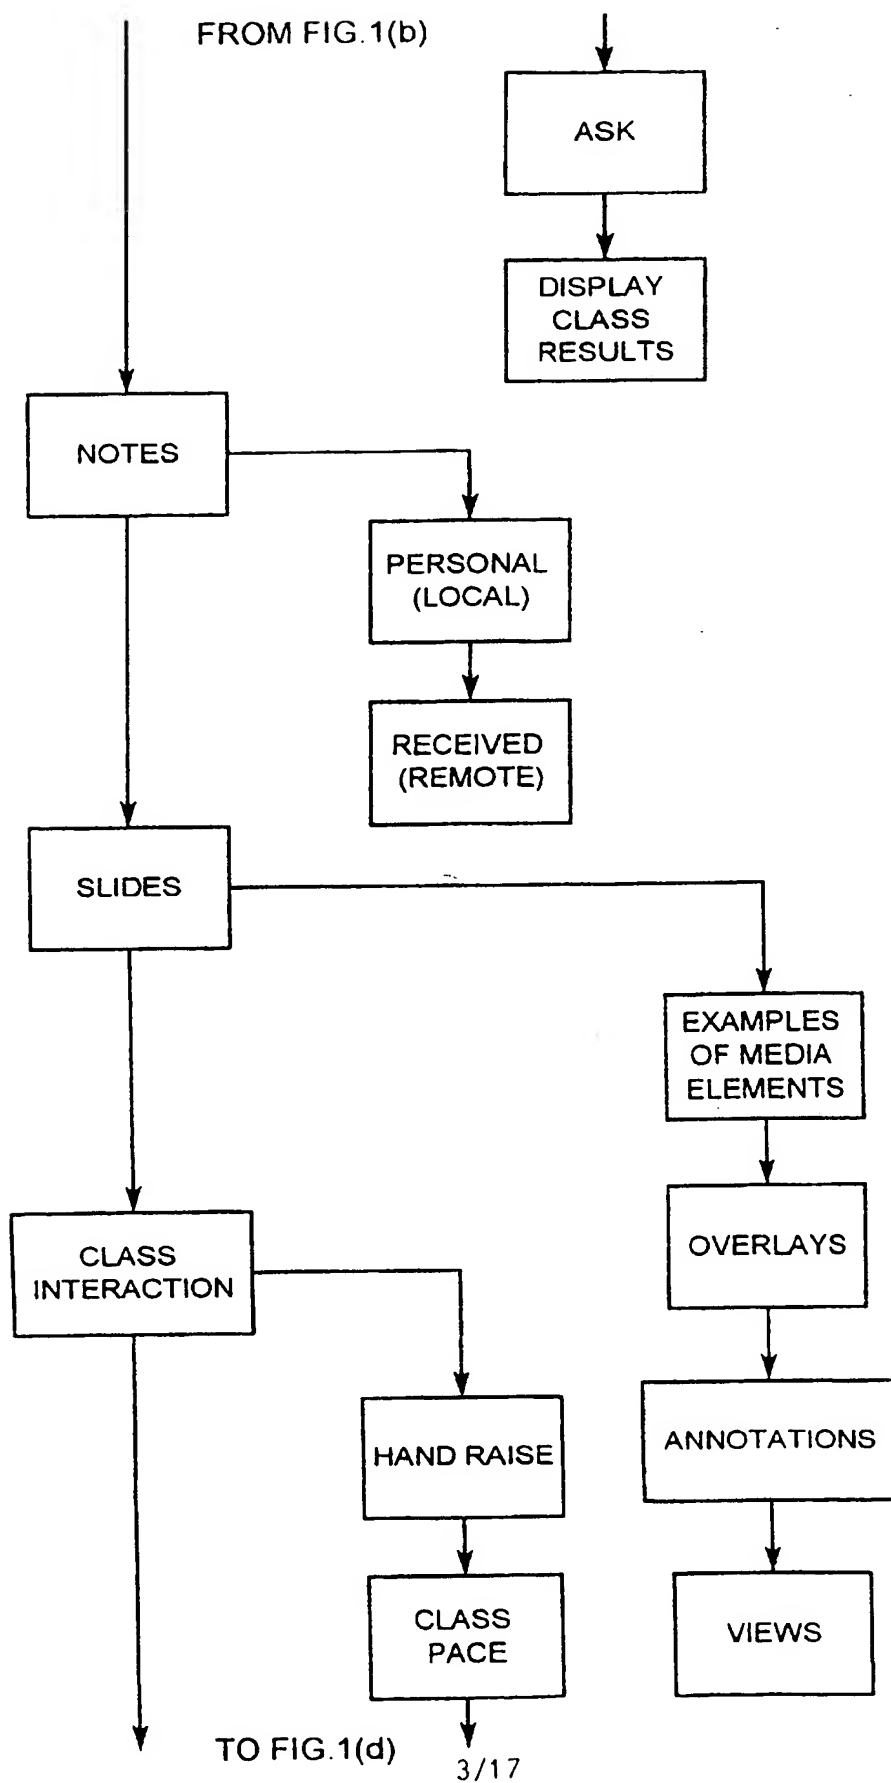 FROM FIG.1(b)
ASK
DISPLAY
CLASS
RESULTS
NOTES
PERSONAL
(LOCAL)
RECEIVED
(REMOTE)
SLIDES
EXAMPLES
OF MEDIA
ELEMENTS
OVERLAYS
CLASS
INTERACTION
ANNOTATIONS
HAND RAISE
VIEWS
CLASS
PACE
TO FIG.1(d)
3/17